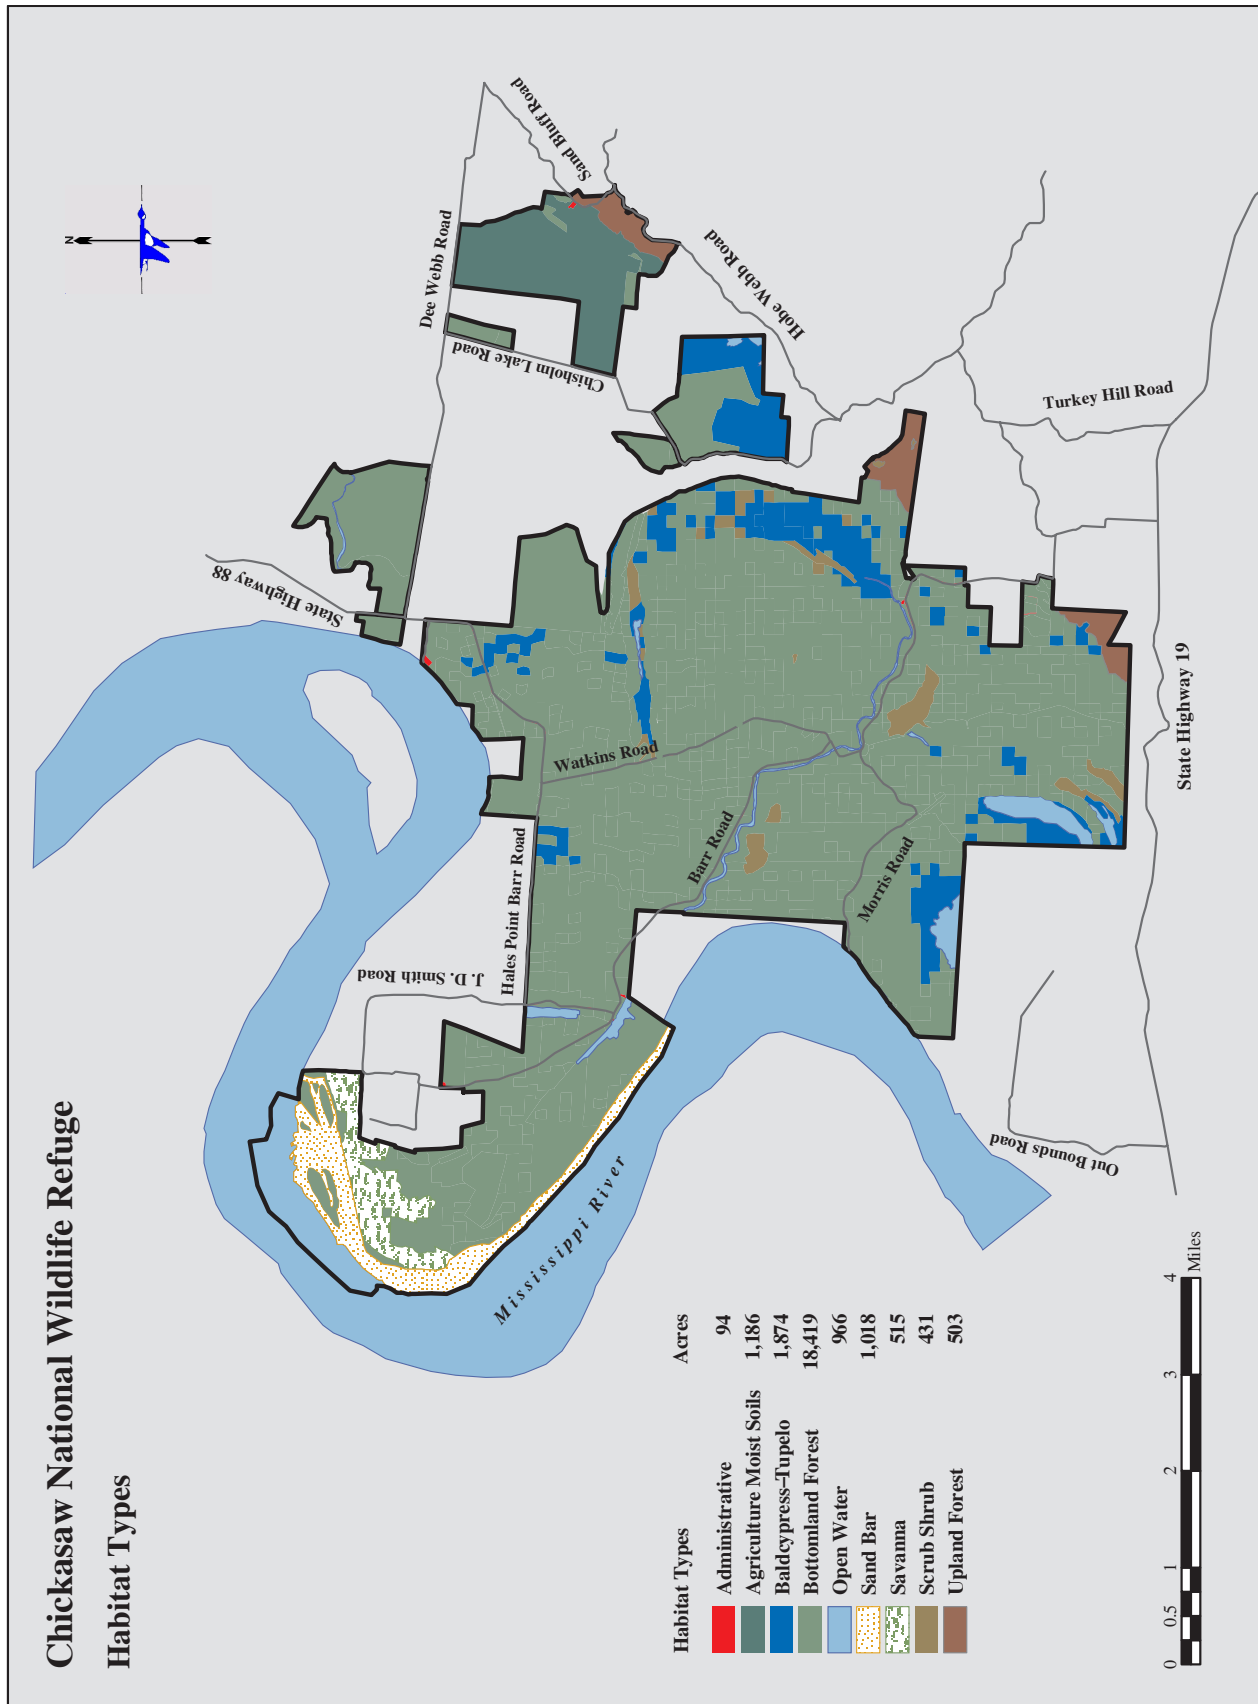 Chickasaw National Wildlife Refuge
Habitat Types
N
Sand Bluff Road
Dee Webb Road
Hobe Webb Road
Chisholm Lake Road
Turkey Hill Road
State Highway 88
State Highway 19
Watkins Road
Barr Road
Morris Road
Hales Point Barr Road
J. D. Smith Road
Out Bounds Road
Mississippi River
Habitat Types Acres
Administrative 94
Agriculture Moist Soils 1,186
Baldcypress–Tupelo 1,874
Bottomland Forest 18,419
Open Water 966
Sand Bar 1,018
Savanna 515
Scrub Shrub 431
Upland Forest 503
0 0.5 1 2 3 4
Miles